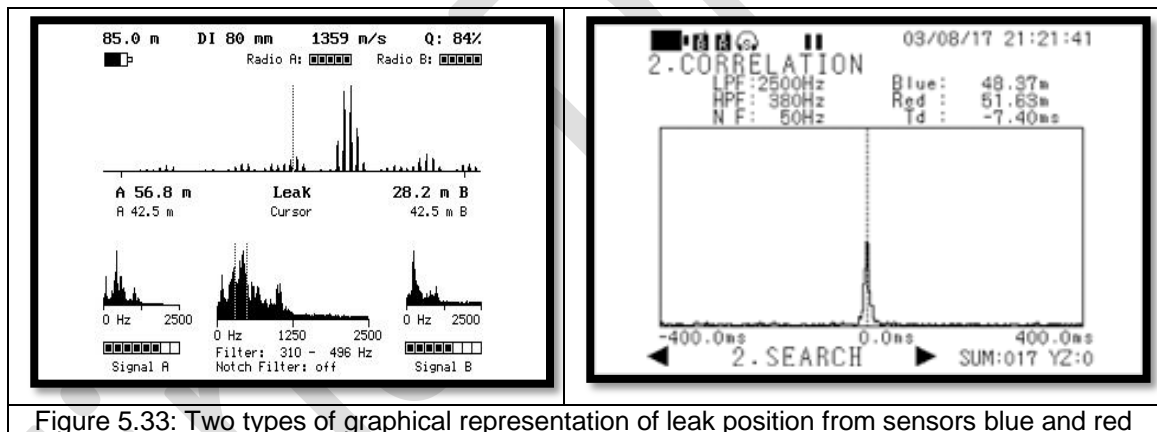 85.0 m DI 80 mm 1359 m/s Q: 84%
Radio A: Radio B:
A 56.8 m Leak 28.2 m B
A 42.5 m Cursor 42.5 m B
0 Hz 2500
0 Hz 1250 2500
0 Hz 2500
Filter: 310 - 496 Hz
Signal A Notch Filter: off Signal B
03/08/17 21:21:41
2.CORRELATION
LPF:2500Hz Blue: 48.37m
HPF: 380Hz Red : 51.63m
N F: 50Hz Td : -7.40ms
-400.0ms 0.0ms 400.0ms
2.SEARCH SUM:017 YZ:0
Figure 5.33: Two types of graphical representation of leak position from sensors blue and red